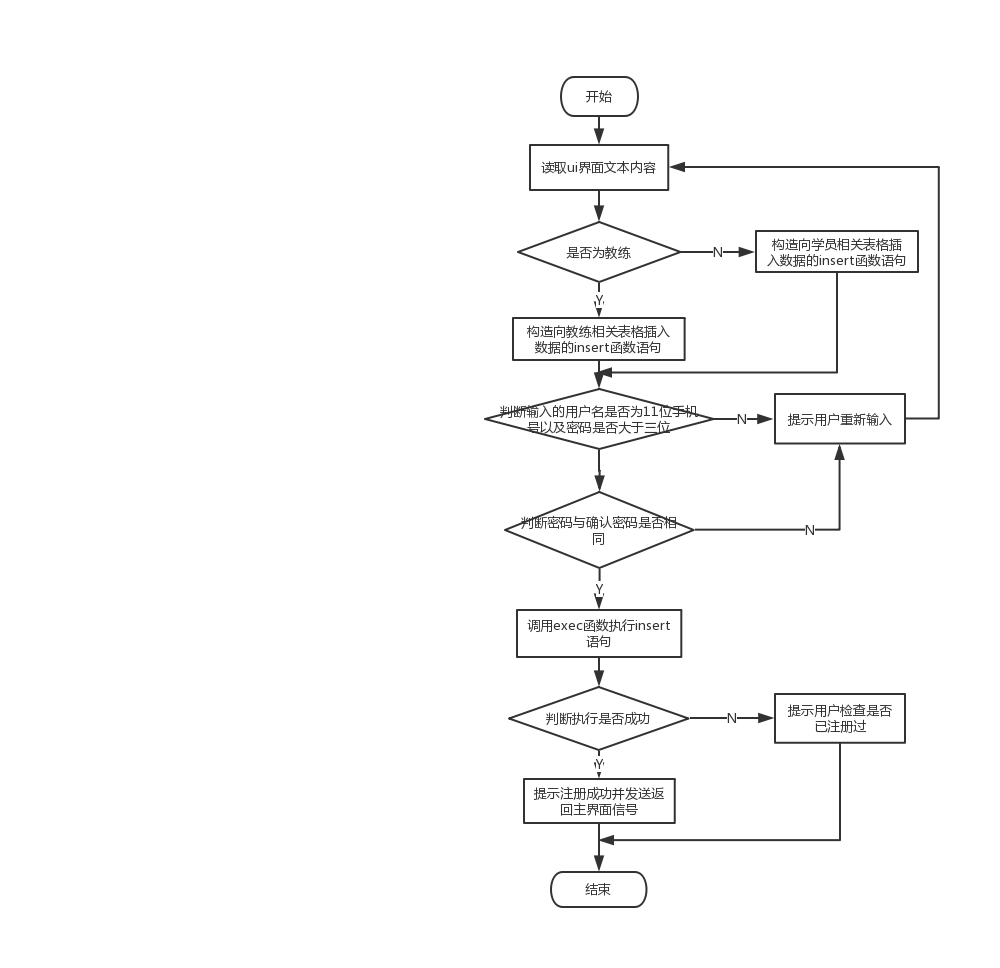 开始
读取ui界面文本内容
是否为教练
N
构造向学员相关表格插
入数据的insert函数语句
Y
构造向教练相关表格插入
数据的insert函数语句
判断输入的用户名是否为11位手机
号以及密码是否大于三位
N
提示用户重新输入
判断密码与确认密码是否相
同
N
Y
调用exec函数执行insert
语句
判断执行是否成功
N
提示用户检查是否
已注册过
Y
提示注册成功并发送返
回主界面信号
结束